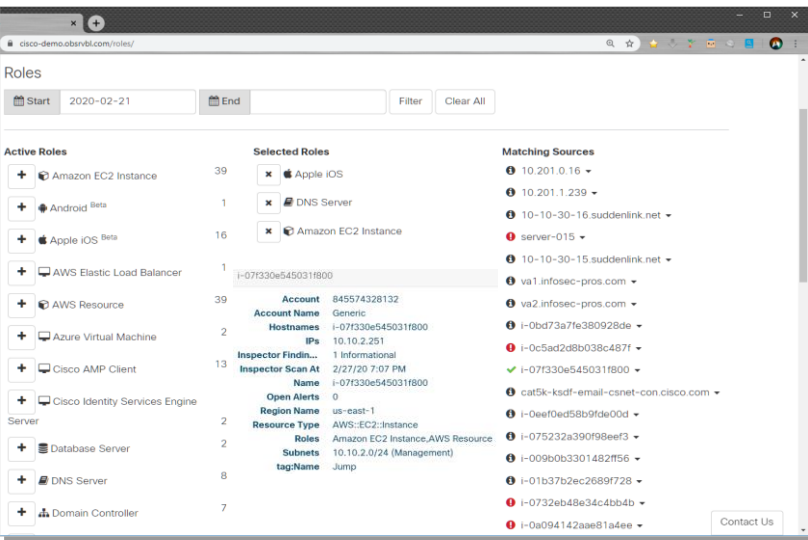 cisco-demo.obsrvbl.com/roles/
Roles
Start 2020-02-21 End Filter Clear All
Active Roles
Amazon EC2 Instance 39
Android Beta 1
Apple iOS Beta 16
AWS Elastic Load Balancer 1
AWS Resource 39
Azure Virtual Machine 2
Cisco AMP Client 13
Cisco Identity Services Engine
Server 2
Database Server 2
DNS Server 8
Domain Controller 7
Selected Roles
Apple iOS
DNS Server
Amazon EC2 Instance
i-07f330e545031f800
Account 845574328132
Account Name Generic
Hostnames i-07f330e545031f800
IPs 10.10.2.251
Inspector Findin... 1 Informational
Inspector Scan At 2/27/20 7:07 PM
Name i-07f330e545031f800
Open Alerts 0
Region Name us-east-1
Resource Type AWS::EC2::Instance
Roles Amazon EC2 Instance,AWS Resource
Subnets 10.10.2.0/24 (Management)
tag:Name Jump
Matching Sources
10.201.0.16
10.201.1.239
10-10-30-16.suddenlink.net
server-015
10-10-30-15.suddenlink.net
va1.infosec-pros.com
va2.infosec-pros.com
i-0bd73a7fe380928de
i-0c5ad2d8b038c487f
i-07f330e545031f800
cat5k-ksdf-email-csnet-con.cisco.com
i-0eef0ed58b9fde00d
i-075232a390f98eef3
i-009b0b3301482ff56
i-01b37b2ec2689f728
i-0732eb48e34c4bb4b
i-0a094142aae81a4ee
Contact Us